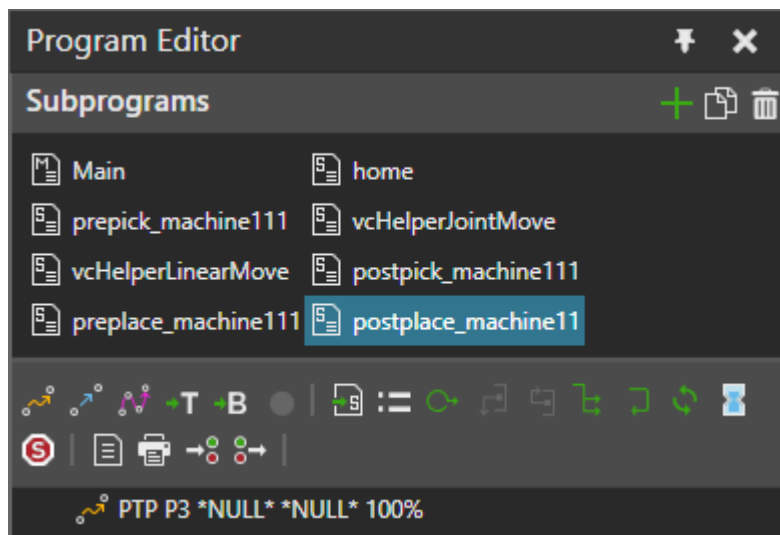 Program Editor
Subprograms
Main
home
prepick_machine111
vcHelperJointMove
vcHelperLinearMove
postpick_machine111
preplace_machine111
postplace_machine11
T B S
S
PTP P3 *NULL* *NULL* 100%